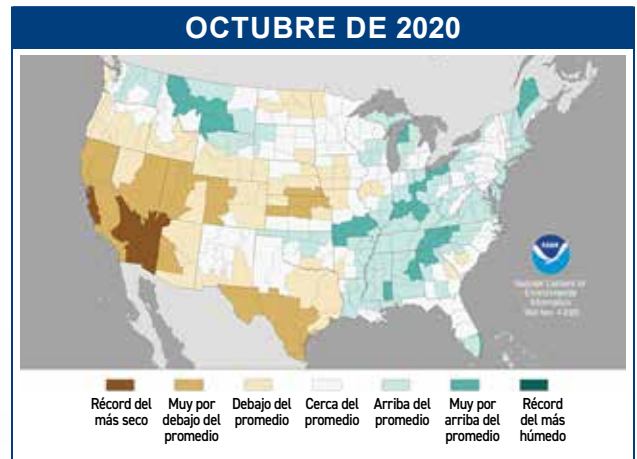 OCTUBRE DE 2020
NOAA
Récord del
más seco
Muy por
debajo del
promedio
Debajo del
promedio
Cerca del
promedio
Arriba del
promedio
Muy por
arriba del
promedio
Récord
del más
húmedo